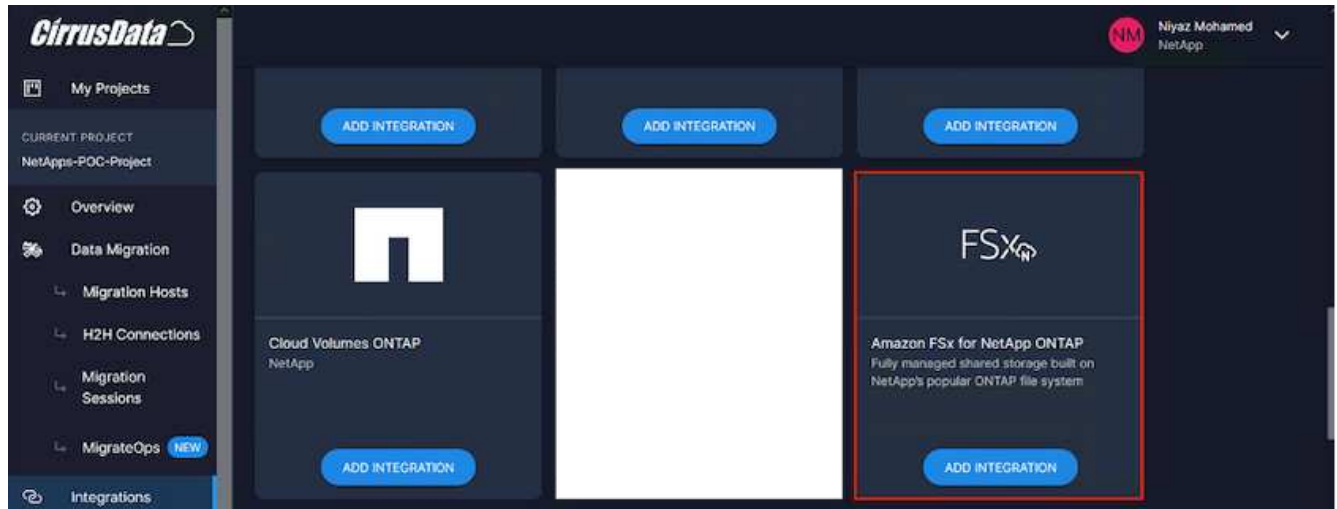 CirrusData
NM
Niyaz Mohamed
NetApp
My Projects
CURRENT PROJECT
NetApps-POC-Project
Overview
Data Migration
Migration Hosts
H2H Connections
Migration
Sessions
MigrateOps NEW
Integrations
ADD INTEGRATION
ADD INTEGRATION
ADD INTEGRATION
Cloud Volumes ONTAP
NetApp
ADD INTEGRATION
FSx
N
Amazon FSx for NetApp ONTAP
Fully managed shared storage built on
NetApp's popular ONTAP file system
ADD INTEGRATION